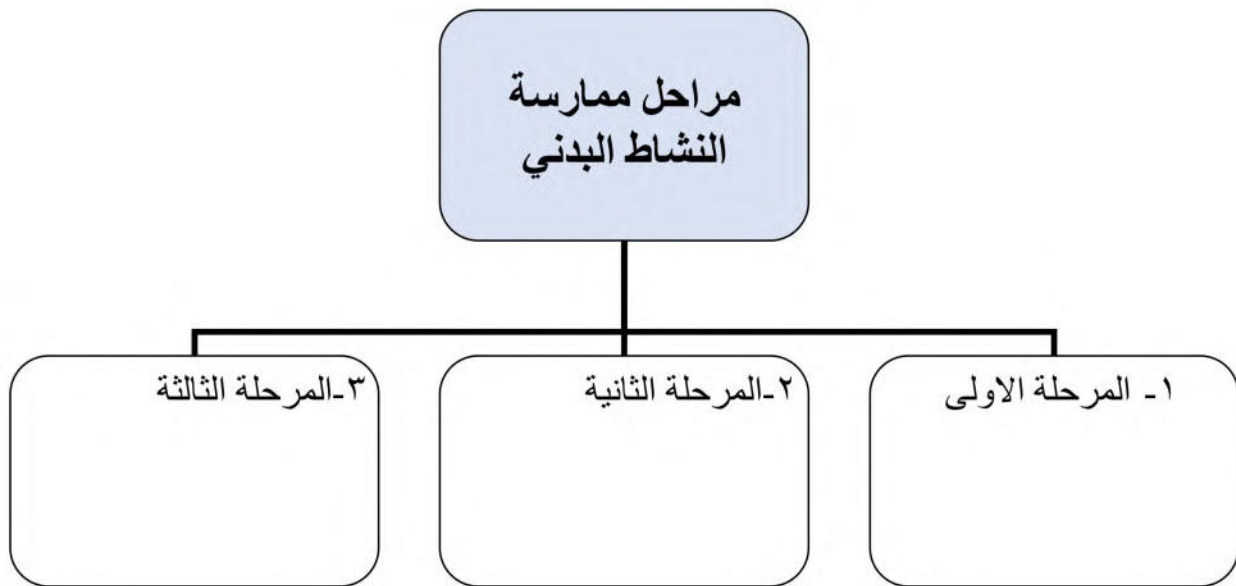 مراحل ممارسة
النشاط البدني
١- المرحلة الاولى
٢-المرحلة الثانية
٣-المرحلة الثالثة